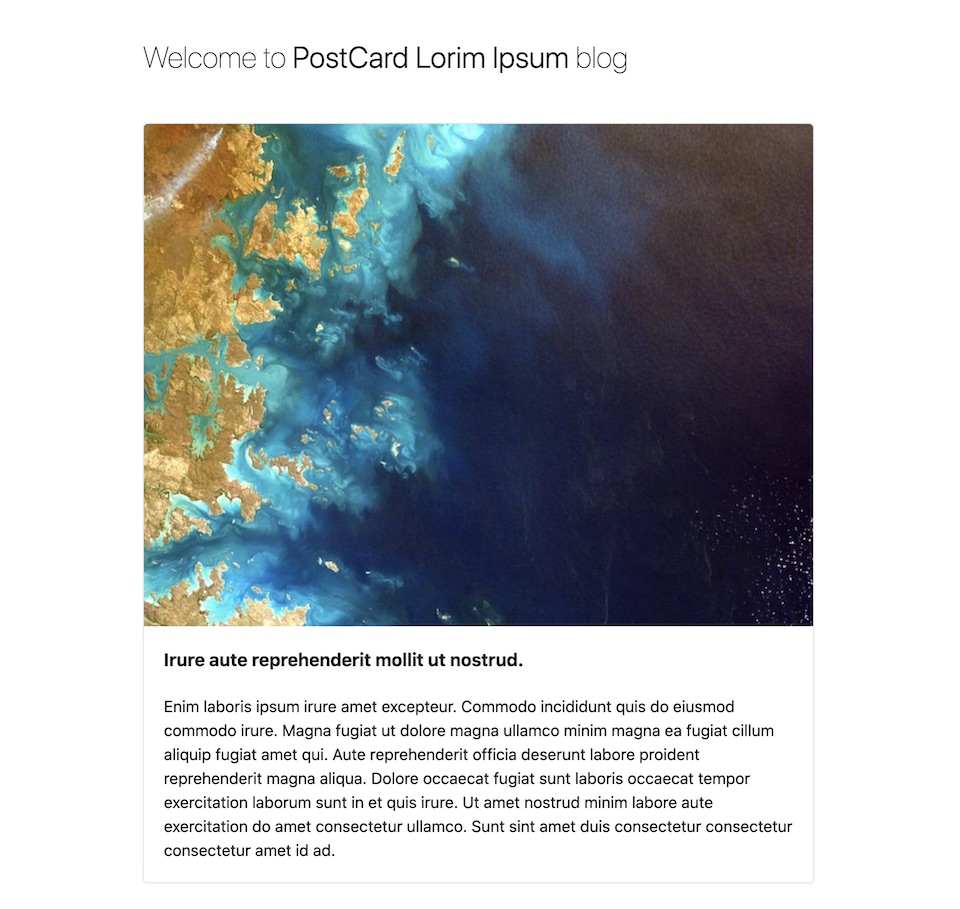 Welcome to PostCard Lorim Ipsum blog
Irure aute reprehenderit mollit ut nostrud.
Enim laboris ipsum irure amet excepteur. Commodo incididunt quis do eiusmod
commodo irure. Magna fugiat ut dolore magna ullamco minim magna ea fugiat cillum
aliquip fugiat amet qui. Aute reprehenderit officia deserunt labore proident
reprehenderit magna aliqua. Dolore occaecat fugiat sunt laboris occaecat tempor
exercitation laborum sunt in et quis irure. Ut amet nostrud minim labore aute
exercitation do amet consectetur ullamco. Sunt sint amet duis consectetur consectetur
consectetur amet id ad.